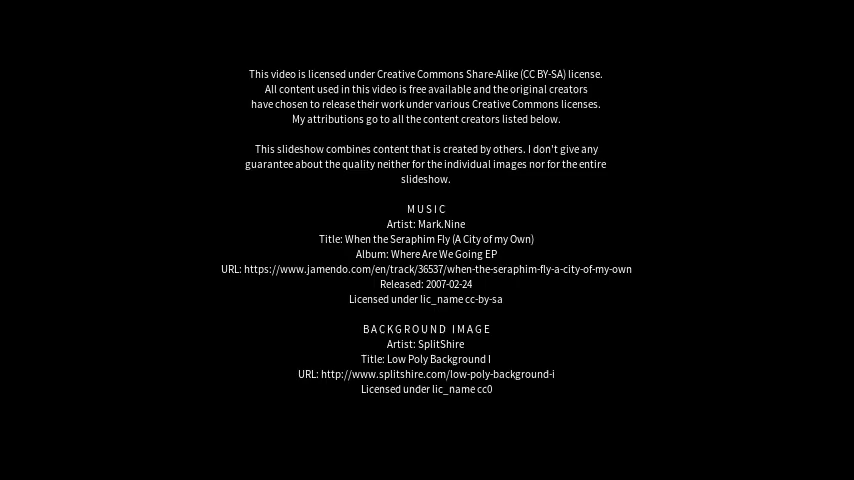 This video is licensed under Creative Commons Share-Alike (CC BY-SA) license.
All content used in this video is free available and the original creators
have chosen to release their work under various Creative Commons licenses.
My attributions go to all the content creators listed below.
This slideshow combines content that is created by others. I don't give any
guarantee about the quality neither for the individual images nor for the entire
slideshow.
MUSIC
Artist: Mark.Nine
Title: When the Seraphim Fly (A City of my Own)
Album: Where Are We Going EP
URL: https://www.jamendo.com/en/track/36537/when-the-seraphim-fly-a-city-of-my-own
Released: 2007-02-24
Licensed under lic_name cc-by-sa
BACKGROUND IMAGE
Artist: SplitShire
Title: Low Poly Background I
URL: http://www.splitshire.com/low-poly-background-i
Licensed under lic_name cc0